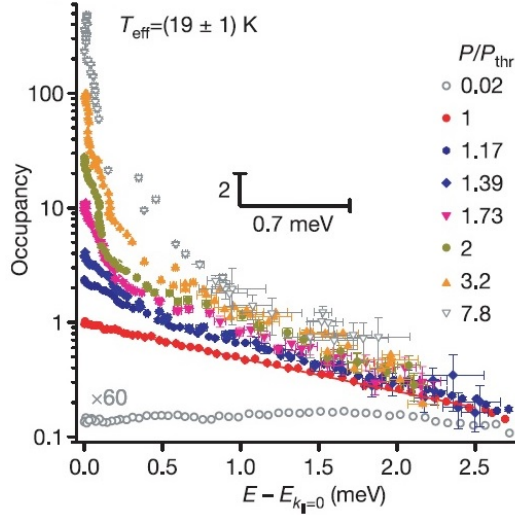 T_eff=(19 ± 1) K
P/P_thr
0.02
1
1.17
1.39
1.73
2
3.2
7.8
100
10
1
0.1
Occupancy
2
0.7 meV
×60
0.0 0.5 1.0 1.5 2.0 2.5
E − E_k∥=0 (meV)